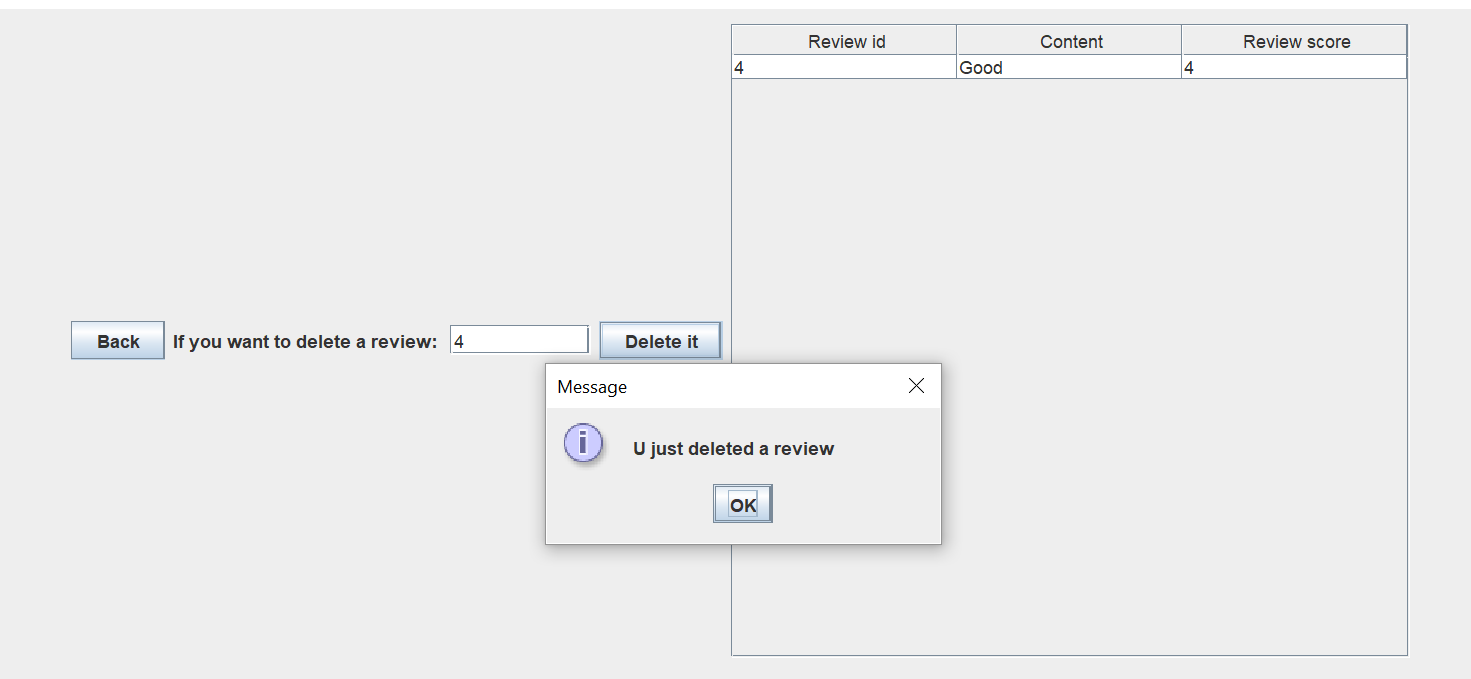 Review id Content Review score
4 Good 4
Back If you want to delete a review: 4 Delete it
Message
i
U just deleted a review
OK